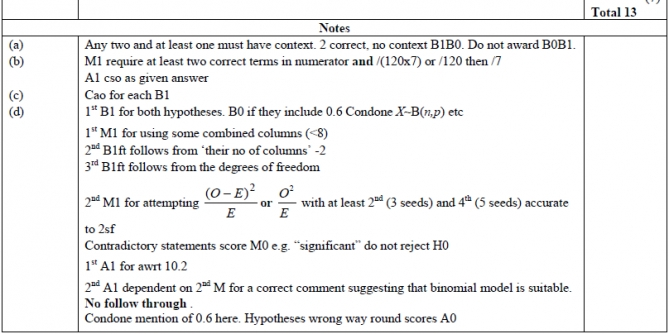 Total 13
Notes
(a) Any two and at least one must have context. 2 correct, no context B1B0. Do not award B0B1.
(b) M1 require at least two correct terms in numerator and /(120x7) or /120 then /7
A1 cso as given answer
(c) Cao for each B1
(d) 1st B1 for both hypotheses. B0 if they include 0.6 Condone X~B(n,p) etc
1st M1 for using some combined columns (<8)
2nd B1ft follows from ‘their no of columns’ -2
3rd B1ft follows from the degrees of freedom
2nd M1 for attempting (O – E)²/E or O²/E with at least 2nd (3 seeds) and 4th (5 seeds) accurate
to 2sf
Contradictory statements score M0 e.g. “significant” do not reject H0
1st A1 for awrt 10.2
2nd A1 dependent on 2nd M for a correct comment suggesting that binomial model is suitable.
No follow through .
Condone mention of 0.6 here. Hypotheses wrong way round scores A0